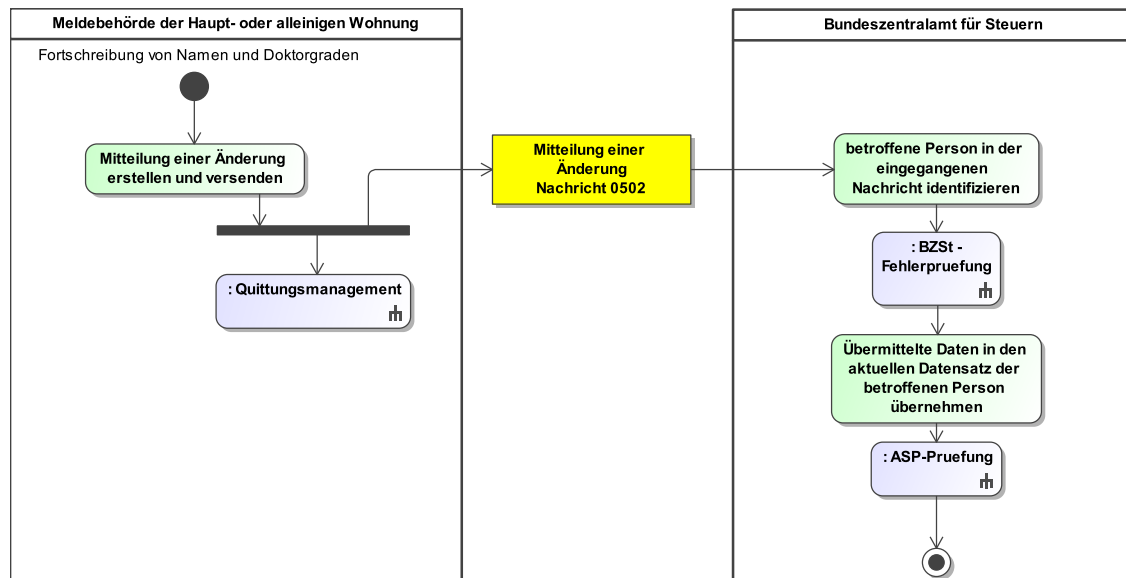 Meldebehörde der Haupt- oder alleinigen Wohnung
Fortschreibung von Namen und Doktorgraden
Mitteilung einer Änderung
erstellen und versenden
: Quittungsmanagement
Mitteilung einer
Änderung
Nachricht 0502
Bundeszentralamt für Steuern
betroffene Person in der
eingegangenen
Nachricht identifizieren
: BZSt -
Fehlerpruefung
Übermittelte Daten in den
aktuellen Datensatz der
betroffenen Person
übernehmen
: ASP-Pruefung